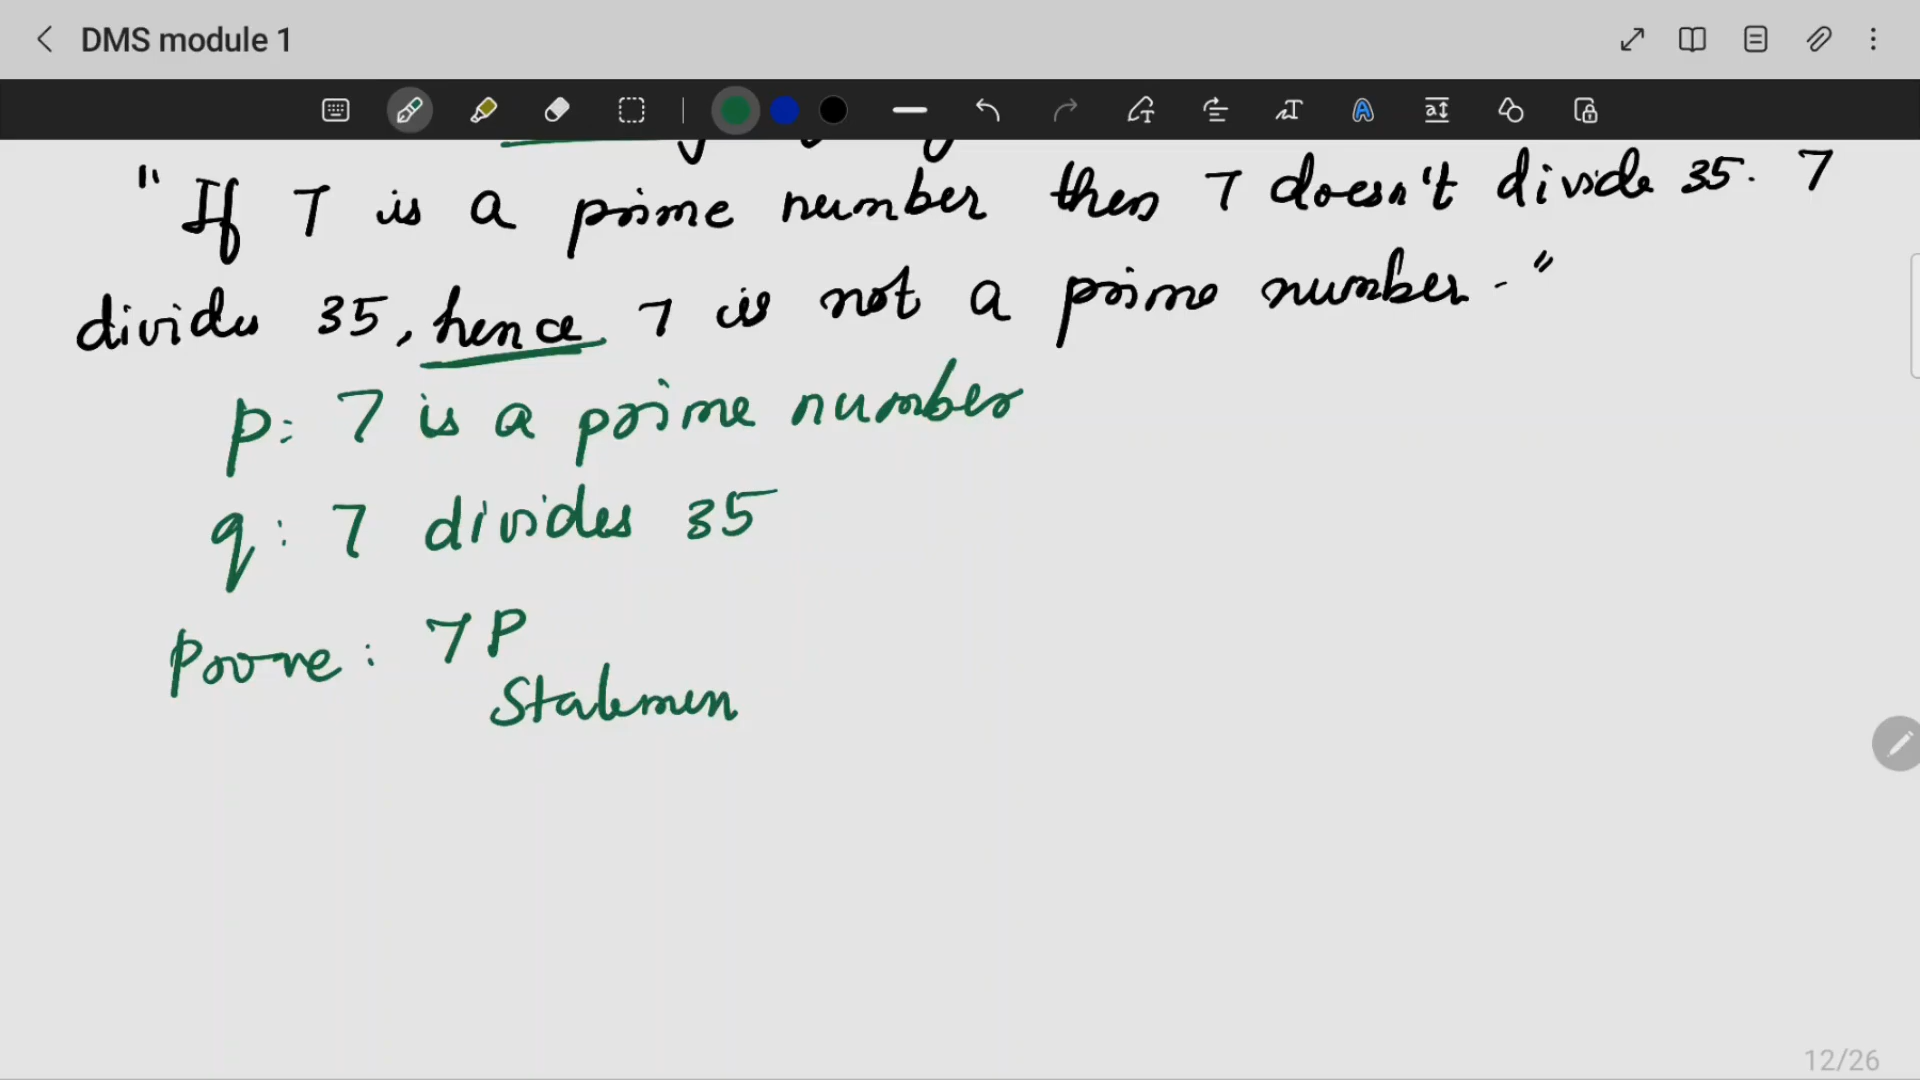 DMS module 1
"If 7 is a prime number then 7 doesn't divide 35. 7
divides 35, hence 7 is not a prime number."
p: 7 is a prime number
q: 7 divides 35
Prove: 7P
Statemen
12/26